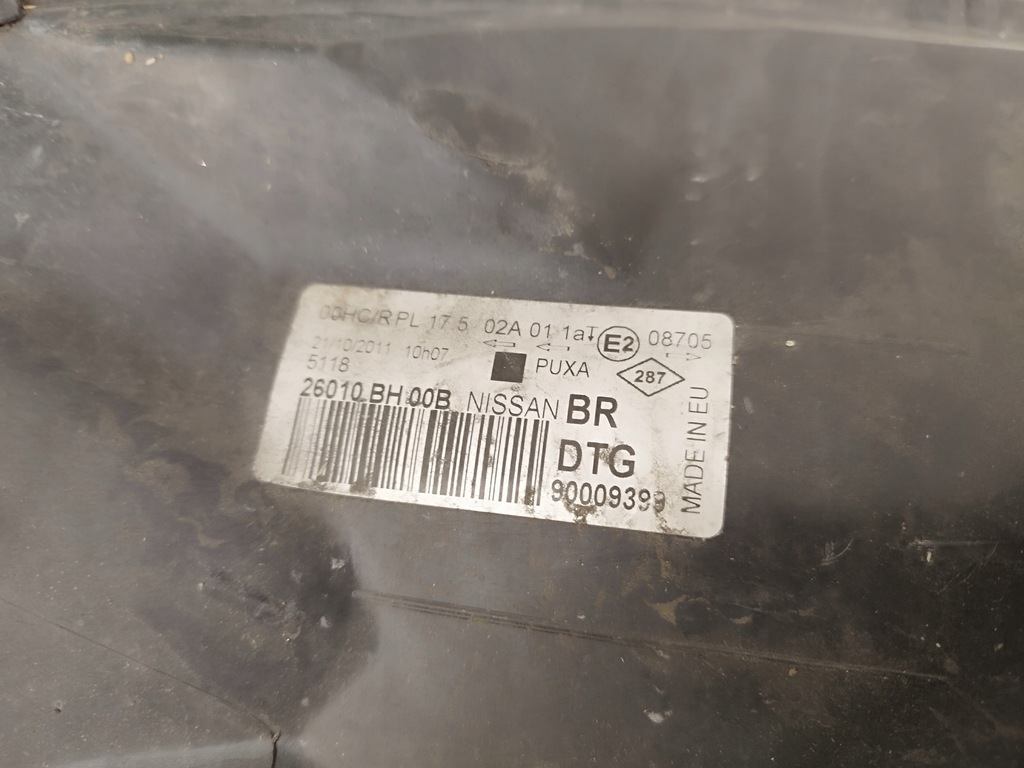 00HC/R PL 17.5 02A 01 1a E2 08705
21/10/2011 10h07 PUXA 287
5118
26010 BH 00B NISSAN BR
DTG
90009399
MADE IN EU